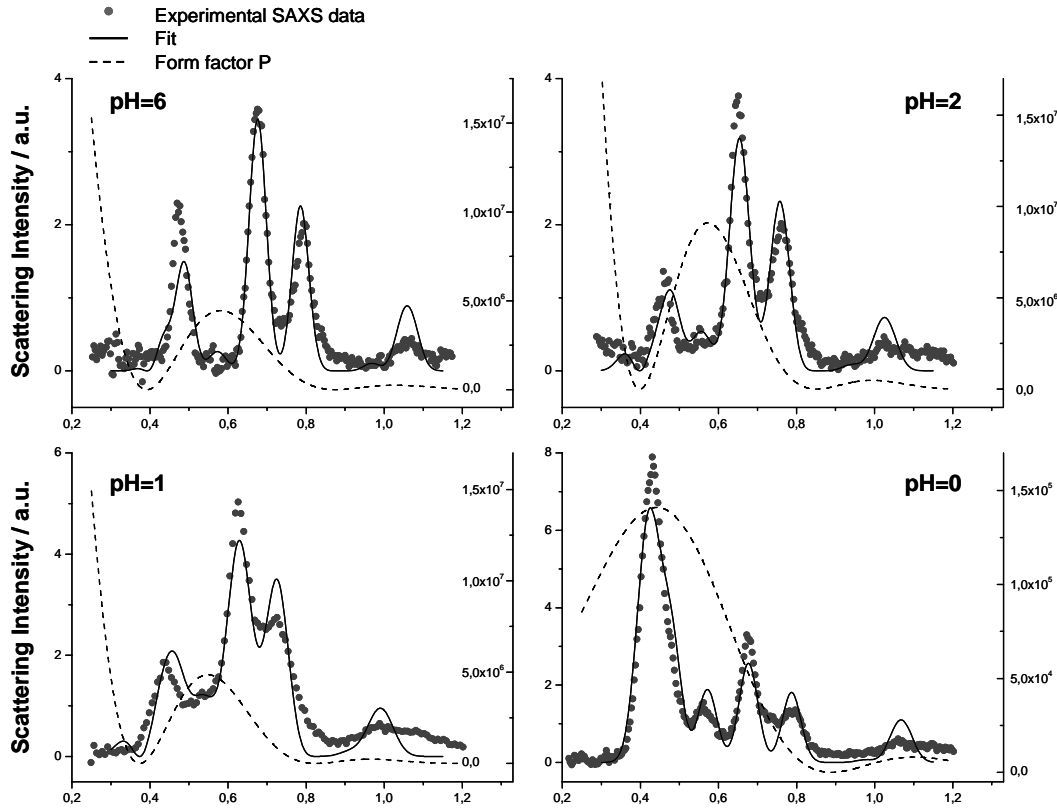 Experimental SAXS data
Fit
Form factor P
Scattering Intensity / a.u.
pH=6
4
2
0
1,5x10⁷
1,0x10⁷
5,0x10⁶
0,0
0,2 0,4 0,6 0,8 1,0 1,2
pH=2
4
2
0
1,5x10⁷
1,0x10⁷
5,0x10⁶
0,0
0,2 0,4 0,6 0,8 1,0 1,2
Scattering Intensity / a.u.
pH=1
6
4
2
0
1,5x10⁷
1,0x10⁷
5,0x10⁶
0,0
0,2 0,4 0,6 0,8 1,0 1,2
pH=0
8
6
4
2
0
1,5x10⁵
1,0x10⁵
5,0x10⁴
0,0
0,2 0,4 0,6 0,8 1,0 1,2